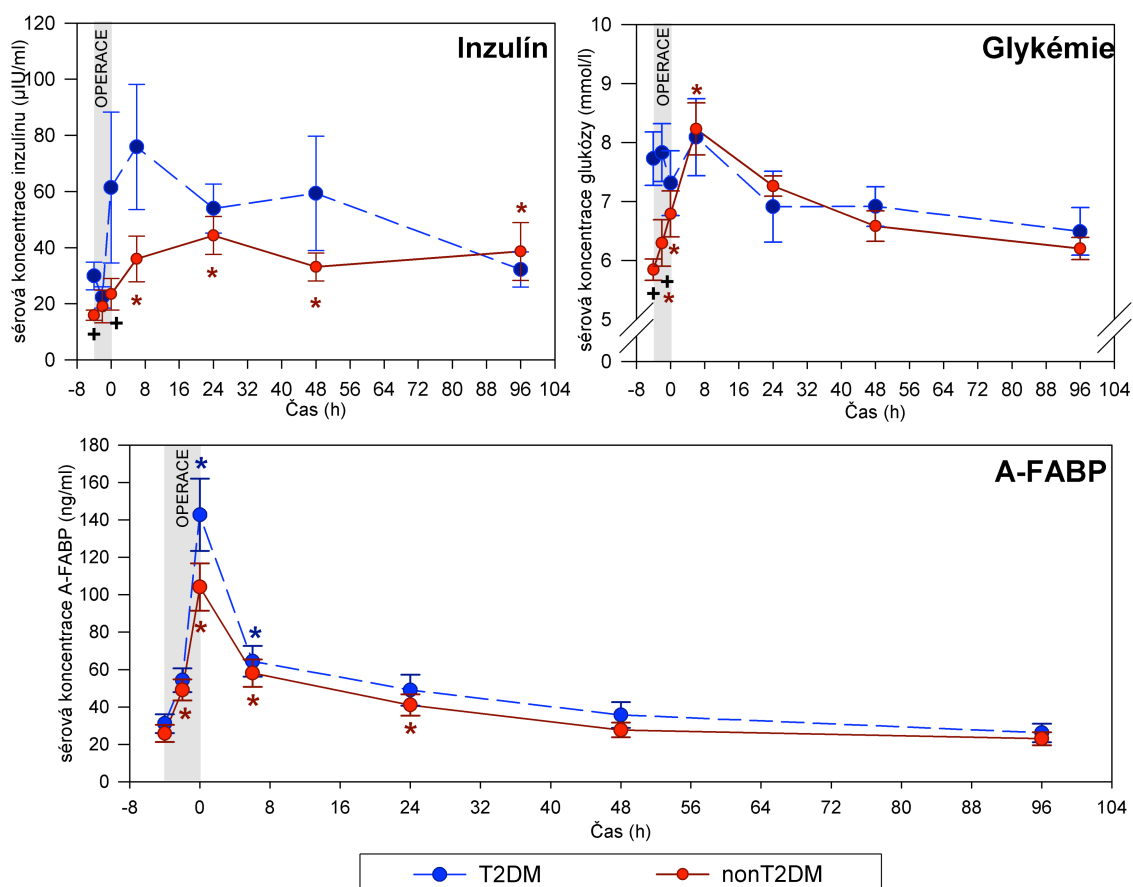 Inzulín
sérová koncentrace inzulínu (µIU/ml)
120
100
80
60
40
20
0
OPERACE
-8 0 8 16 24 32 40 48 56 64 72 80 88 96 104
Čas (h)
Glykémie
sérová koncentrace glukózy (mmol/l)
10
9
8
7
6
5
0
OPERACE
-8 0 8 16 24 32 40 48 56 64 72 80 88 96 104
Čas (h)
A-FABP
sérová koncentrace A-FABP (ng/ml)
180
160
140
120
100
80
60
40
20
0
OPERACE
-8 0 8 16 24 32 40 48 56 64 72 80 88 96 104
Čas (h)
T2DM nonT2DM